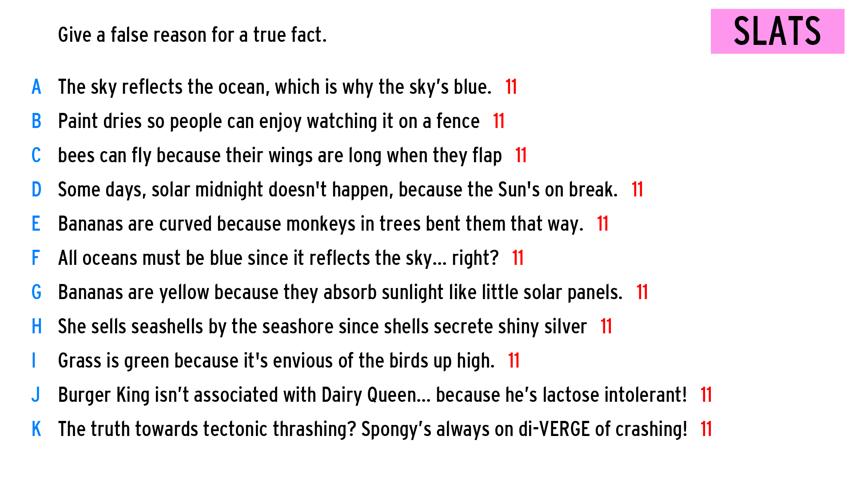 Give a false reason for a true fact.
SLATS
A The sky reflects the ocean, which is why the sky's blue. 11
B Paint dries so people can enjoy watching it on a fence 11
C bees can fly because their wings are long when they flap 11
D Some days, solar midnight doesn't happen, because the Sun's on break. 11
E Bananas are curved because monkeys in trees bent them that way. 11
F All oceans must be blue since it reflects the sky... right? 11
G Bananas are yellow because they absorb sunlight like little solar panels. 11
H She sells seashells by the seashore since shells secrete shiny silver 11
I Grass is green because it's envious of the birds up high. 11
J Burger King isn't associated with Dairy Queen... because he's lactose intolerant! 11
K The truth towards tectonic thrashing? Spongy's always on di-VERGE of crashing! 11